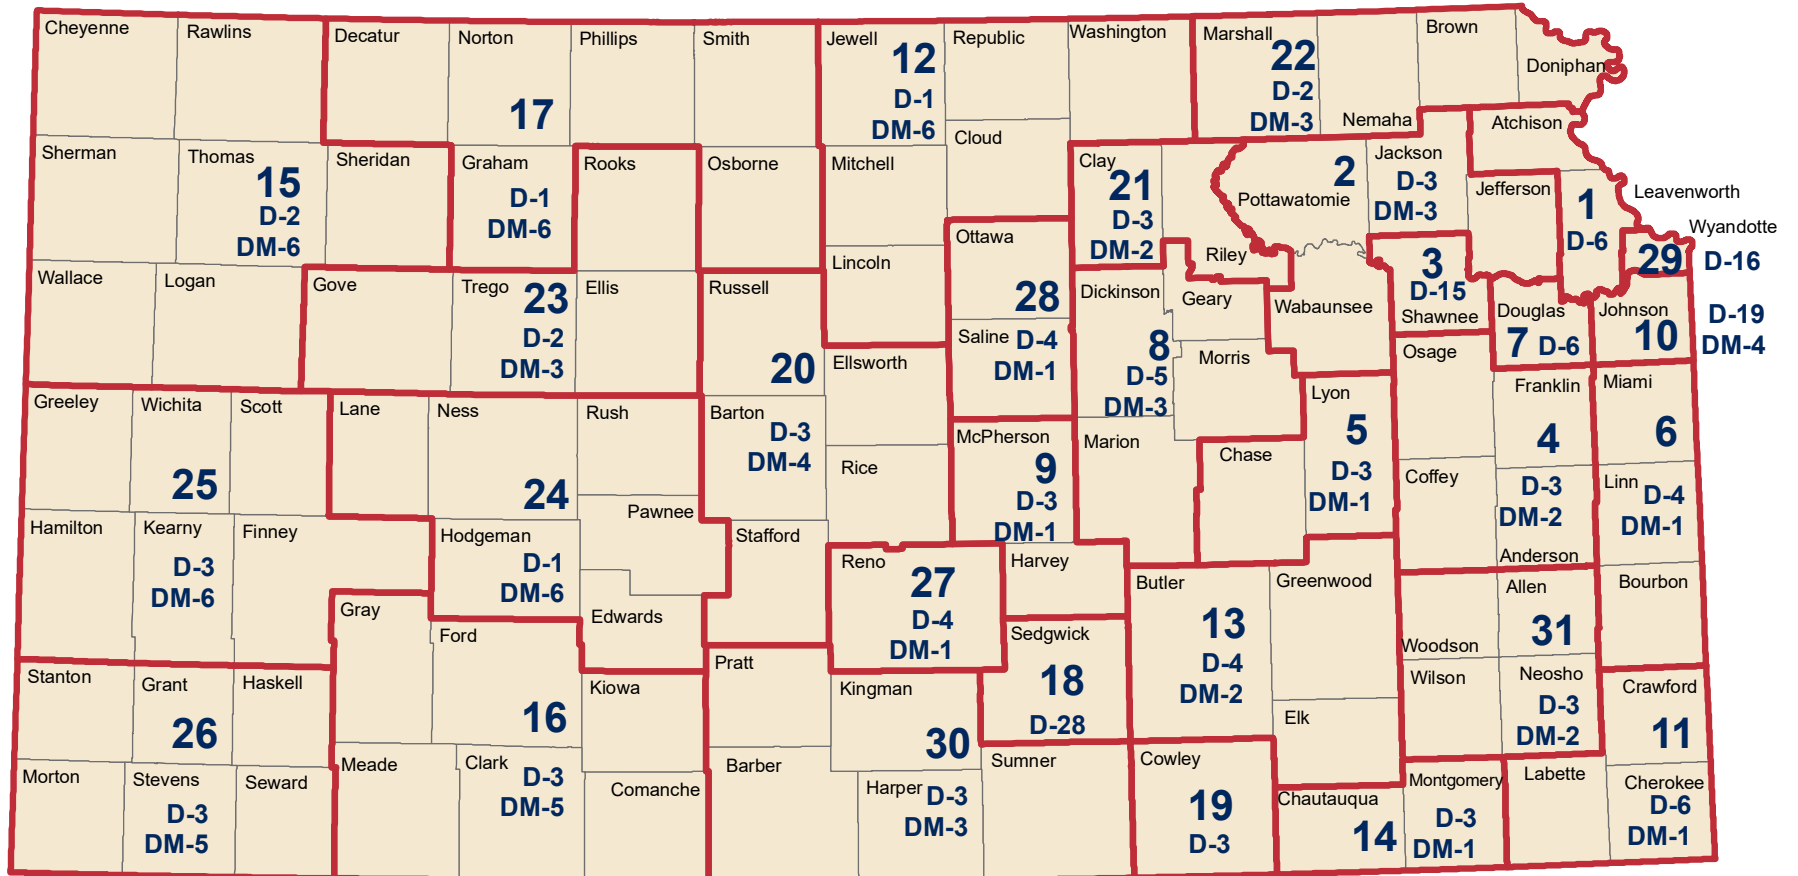 Cheyenne
Rawlins
Decatur
Norton
Phillips
Smith
Jewell
Republic
Washington
Marshall
Brown
Doniphan
12
D-1
DM-6
22
D-2
DM-3
17
Nemaha
Atchison
Cloud
Sherman
Thomas
15
D-2
DM-6
Sheridan
Graham
D-1
DM-6
Rooks
Osborne
Mitchell
Clay
21
D-3
DM-2
2
Pottawatomie
Jackson
D-3
DM-3
Jefferson
1
D-6
Leavenworth
Wyandotte
29
D-16
Ottawa
Riley
3
D-15
Shawnee
Wallace
Logan
Gove
Trego
23
D-2
DM-3
Ellis
Russell
Lincoln
28
Saline
D-4
DM-1
Dickinson
Geary
Wabaunsee
8
D-5
DM-3
Morris
Douglas
7
D-6
Johnson
10
D-19
DM-4
20
Ellsworth
Osage
Franklin
Miami
Greeley
Wichita
Scott
Lane
Ness
Rush
Barton
D-3
DM-4
McPherson
9
D-3
DM-1
Marion
Chase
Lyon
5
D-3
DM-1
4
6
25
24
Rice
Coffey
D-3
DM-2
Anderson
Linn
D-4
DM-1
Hamilton
Kearny
D-3
DM-6
Finney
Hodgeman
D-1
DM-6
Pawnee
Stafford
Edwards
Reno
27
D-4
DM-1
Harvey
Butler
13
D-4
DM-2
Greenwood
Allen
31
Bourbon
Gray
Ford
Sedgwick
18
D-28
Woodson
Wilson
Neosho
D-3
DM-2
Stanton
Grant
26
Haskell
16
Kiowa
Pratt
Kingman
30
Elk
Crawford
11
Morton
Stevens
D-3
DM-5
Seward
Meade
Clark
D-3
DM-5
Comanche
Barber
Harper
D-3
DM-3
Sumner
Cowley
19
D-3
Chautauqua
14
Montgomery
D-3
DM-1
Labette
Cherokee
D-6
DM-1